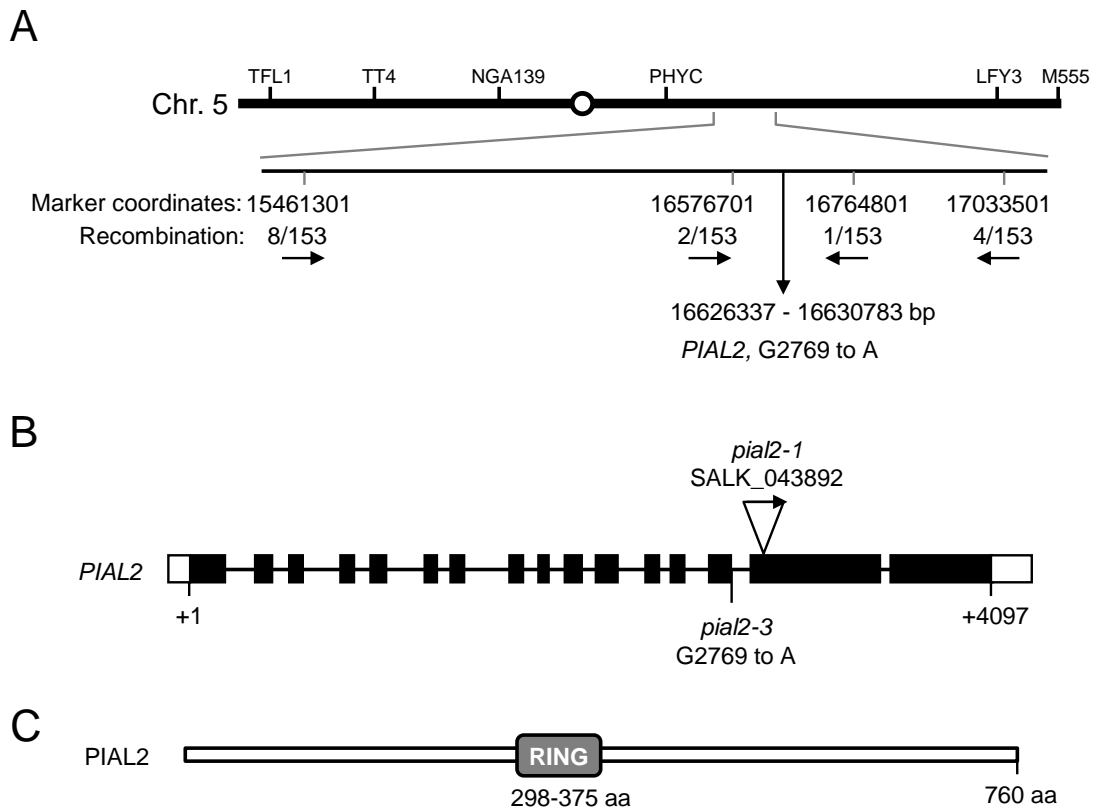 A
TFL1 TT4 NGA139 PHYC LFY3 M555
Chr. 5
Marker coordinates: 15461301 16576701 16764801 17033501
Recombination: 8/153 2/153 1/153 4/153
16626337 - 16630783 bp
PIAL2, G2769 to A
B
pial2-1
SALK_043892
PIAL2
+1 +4097
pial2-3
G2769 to A
C
PIAL2 RING
298-375 aa 760 aa